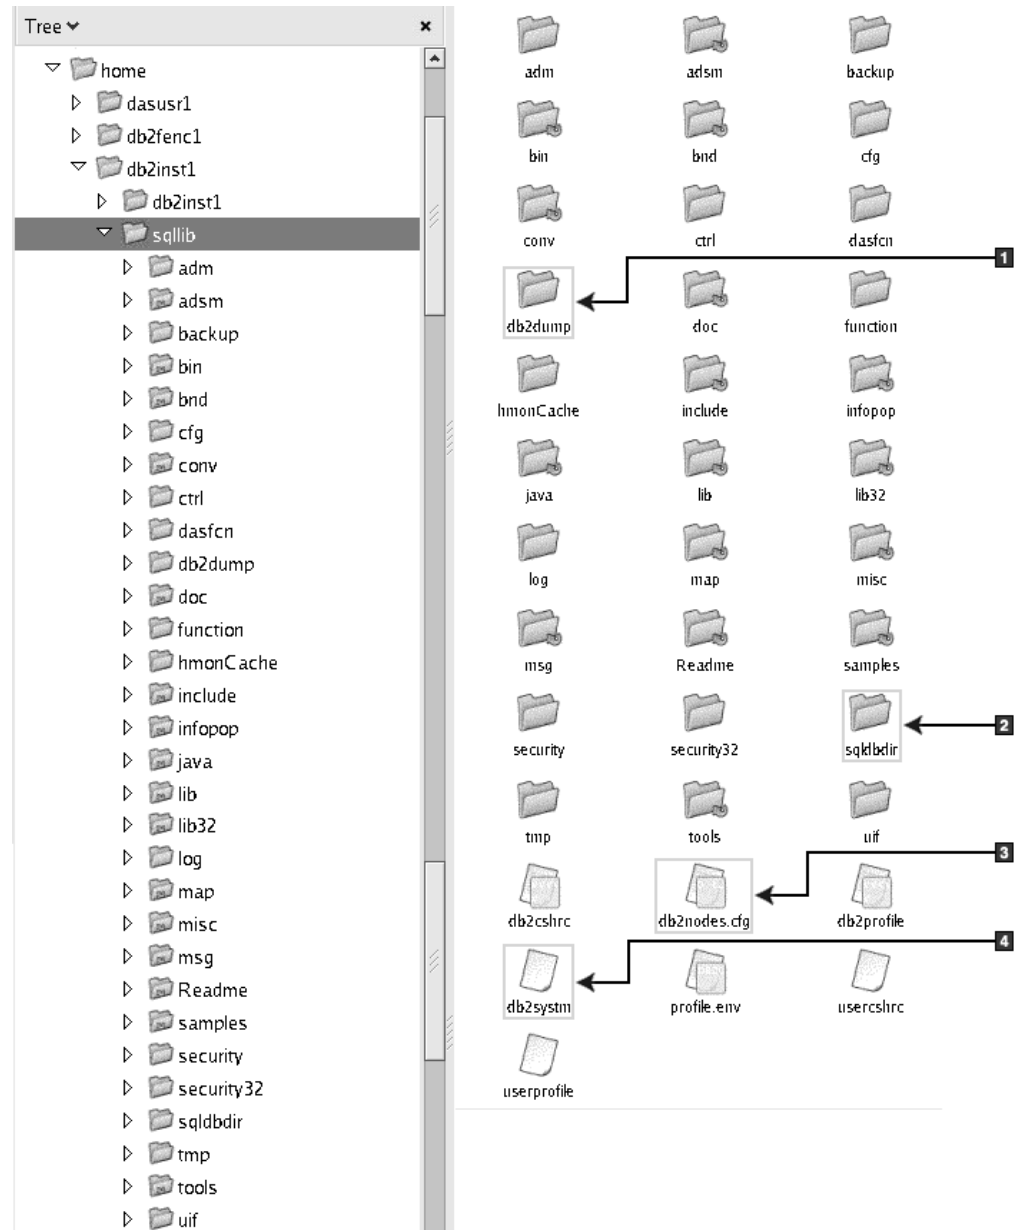 Tree
home
dasusr1
db2fenc1
db2inst1
db2inst1
sqllib
adm
adsm
backup
bin
bnd
cfg
conv
ctrl
dasfcn
db2dump
doc
function
hmonCache
include
infopop
java
lib
lib32
log
map
misc
msg
Readme
samples
security
security32
sqldbdir
tmp
tools
uif
adm adsm backup
bin bnd cfg
conv ctrl dasfcn
1
db2dump doc function
hmonCache include infopop
java lib lib32
log map misc
msg Readme samples
2
security security32 sqldbdir
tmp tools uif
3
db2cshrc db2nodes.cfg db2profile
4
db2systm profile.env usercshrc
userprofile